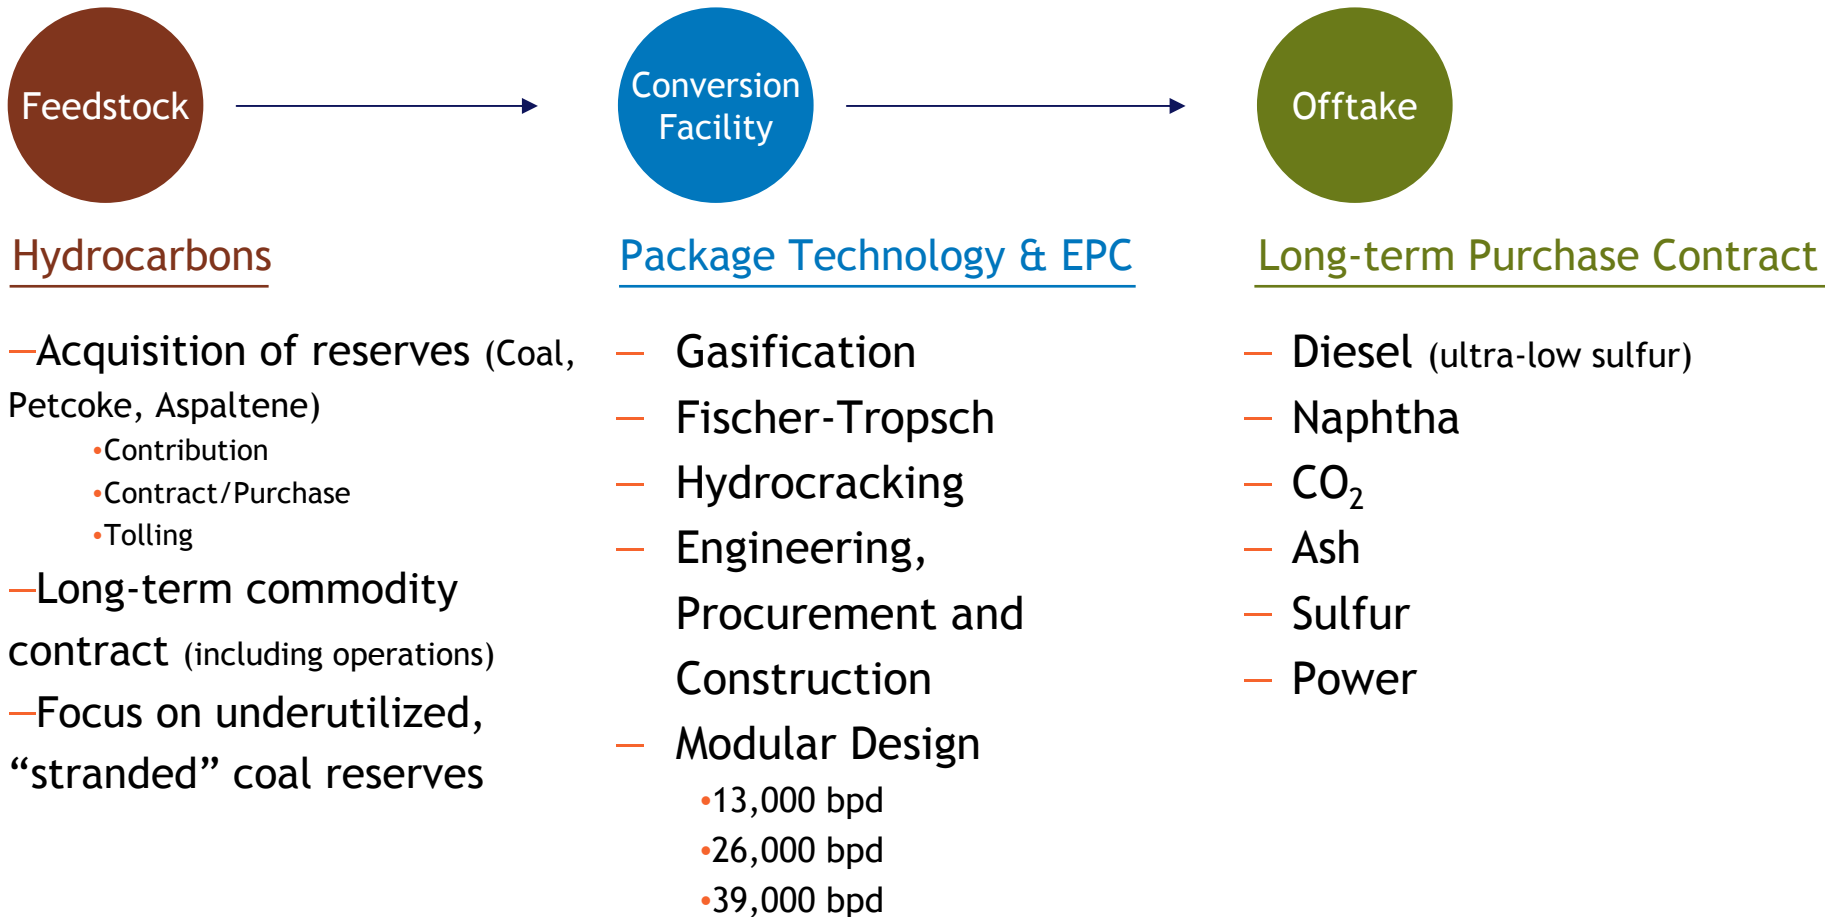 Feedstock
Conversion
Facility
Offtake
Hydrocarbons
—Acquisition of reserves (Coal,
Petcoke, Aspaltene)
•Contribution
•Contract/Purchase
•Tolling
—Long-term commodity
contract (including operations)
—Focus on underutilized,
“stranded” coal reserves
Package Technology & EPC
— Gasification
— Fischer-Tropsch
— Hydrocracking
— Engineering,
Procurement and
Construction
— Modular Design
•13,000 bpd
•26,000 bpd
•39,000 bpd
Long-term Purchase Contract
— Diesel (ultra-low sulfur)
— Naphtha
— CO₂
— Ash
— Sulfur
— Power